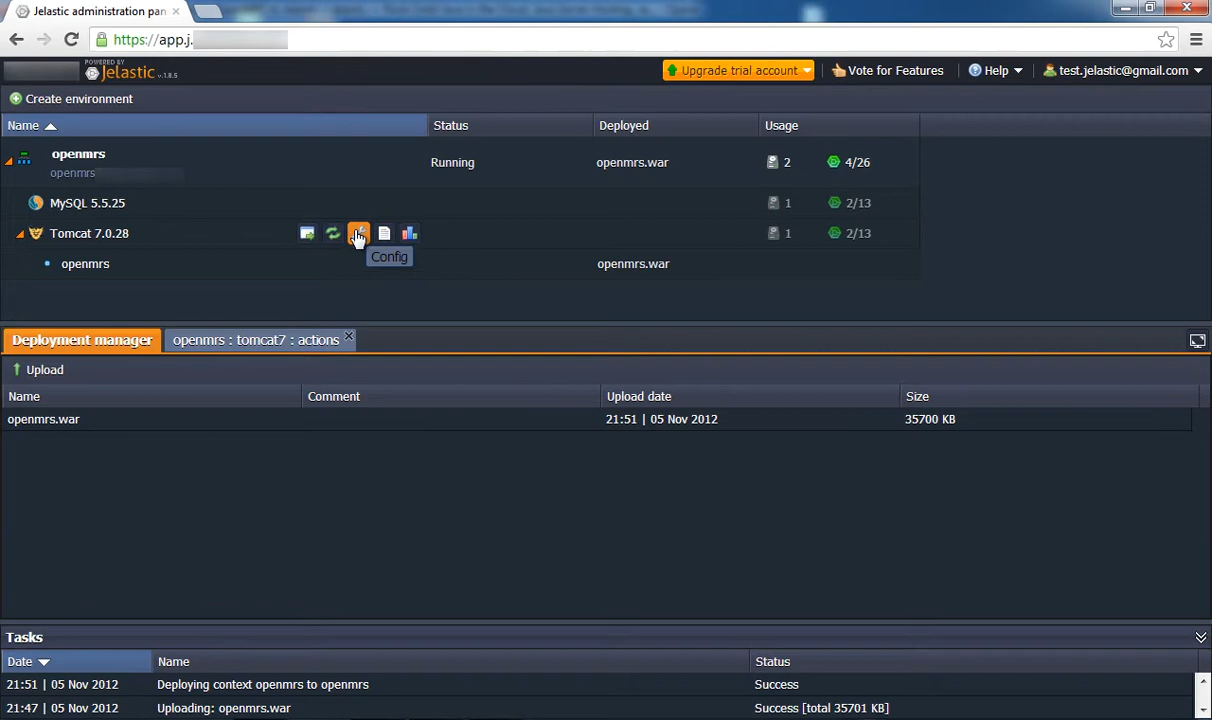 Jelastic administration pan
https://app.j.
POWERED BY
Jelastic v.1.8.5
Upgrade trial account
Vote for Features
Help
test.jelastic@gmail.com
Create environment
Name Status Deployed Usage
openmrs
openmrs
Running openmrs.war 2 4/26
MySQL 5.5.25 1 2/13
Tomcat 7.0.28 1 2/13
Config
openmrs openmrs.war
Deployment manager openmrs : tomcat7 : actions
Upload
Name Comment Upload date Size
openmrs.war 21:51 | 05 Nov 2012 35700 KB
Tasks
Date Name Status
21:51 | 05 Nov 2012 Deploying context openmrs to openmrs Success
21:47 | 05 Nov 2012 Uploading: openmrs.war Success [total 35701 KB]